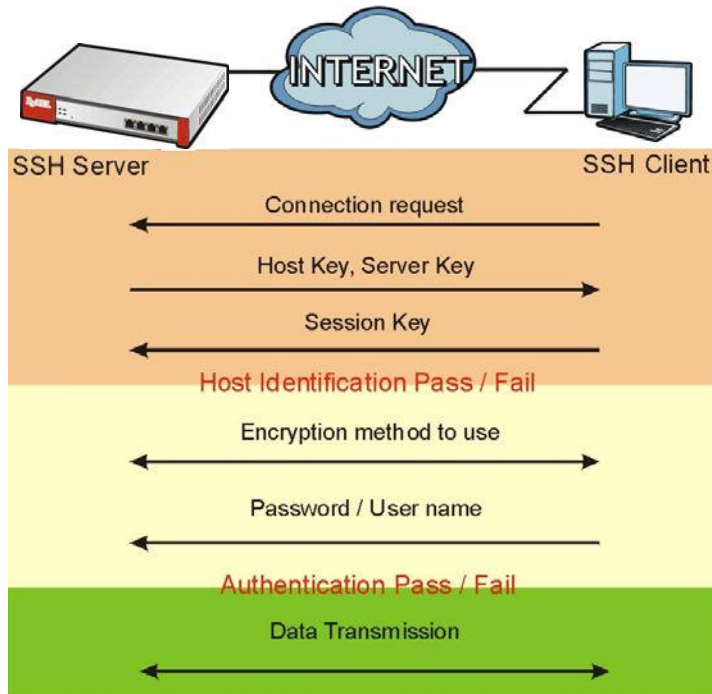 INTERNET
SSH Server
SSH Client
Connection request
Host Key, Server Key
Session Key
Host Identification Pass / Fail
Encryption method to use
Password / User name
Authentication Pass / Fail
Data Transmission